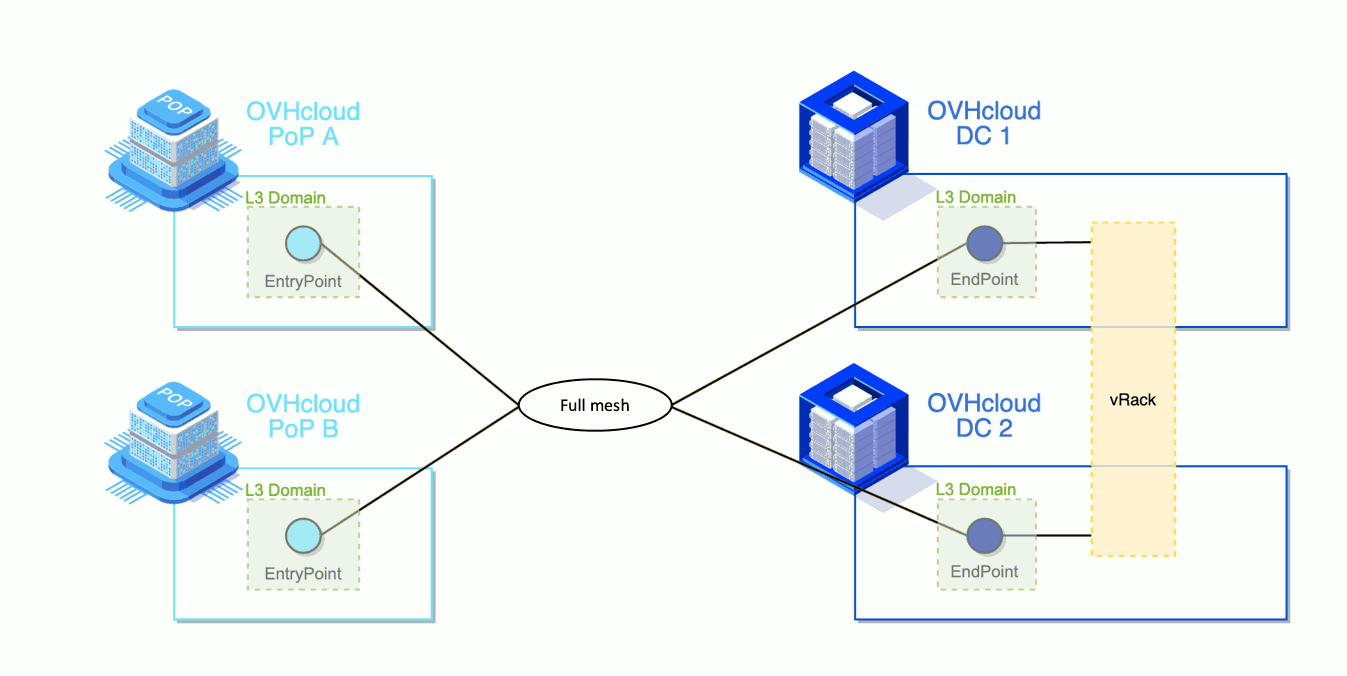 POP
OVHcloud
PoP A
L3 Domain
EntryPoint
OVHcloud
DC 1
L3 Domain
EndPoint
Full mesh
vRack
POP
OVHcloud
PoP B
L3 Domain
EntryPoint
OVHcloud
DC 2
L3 Domain
EndPoint